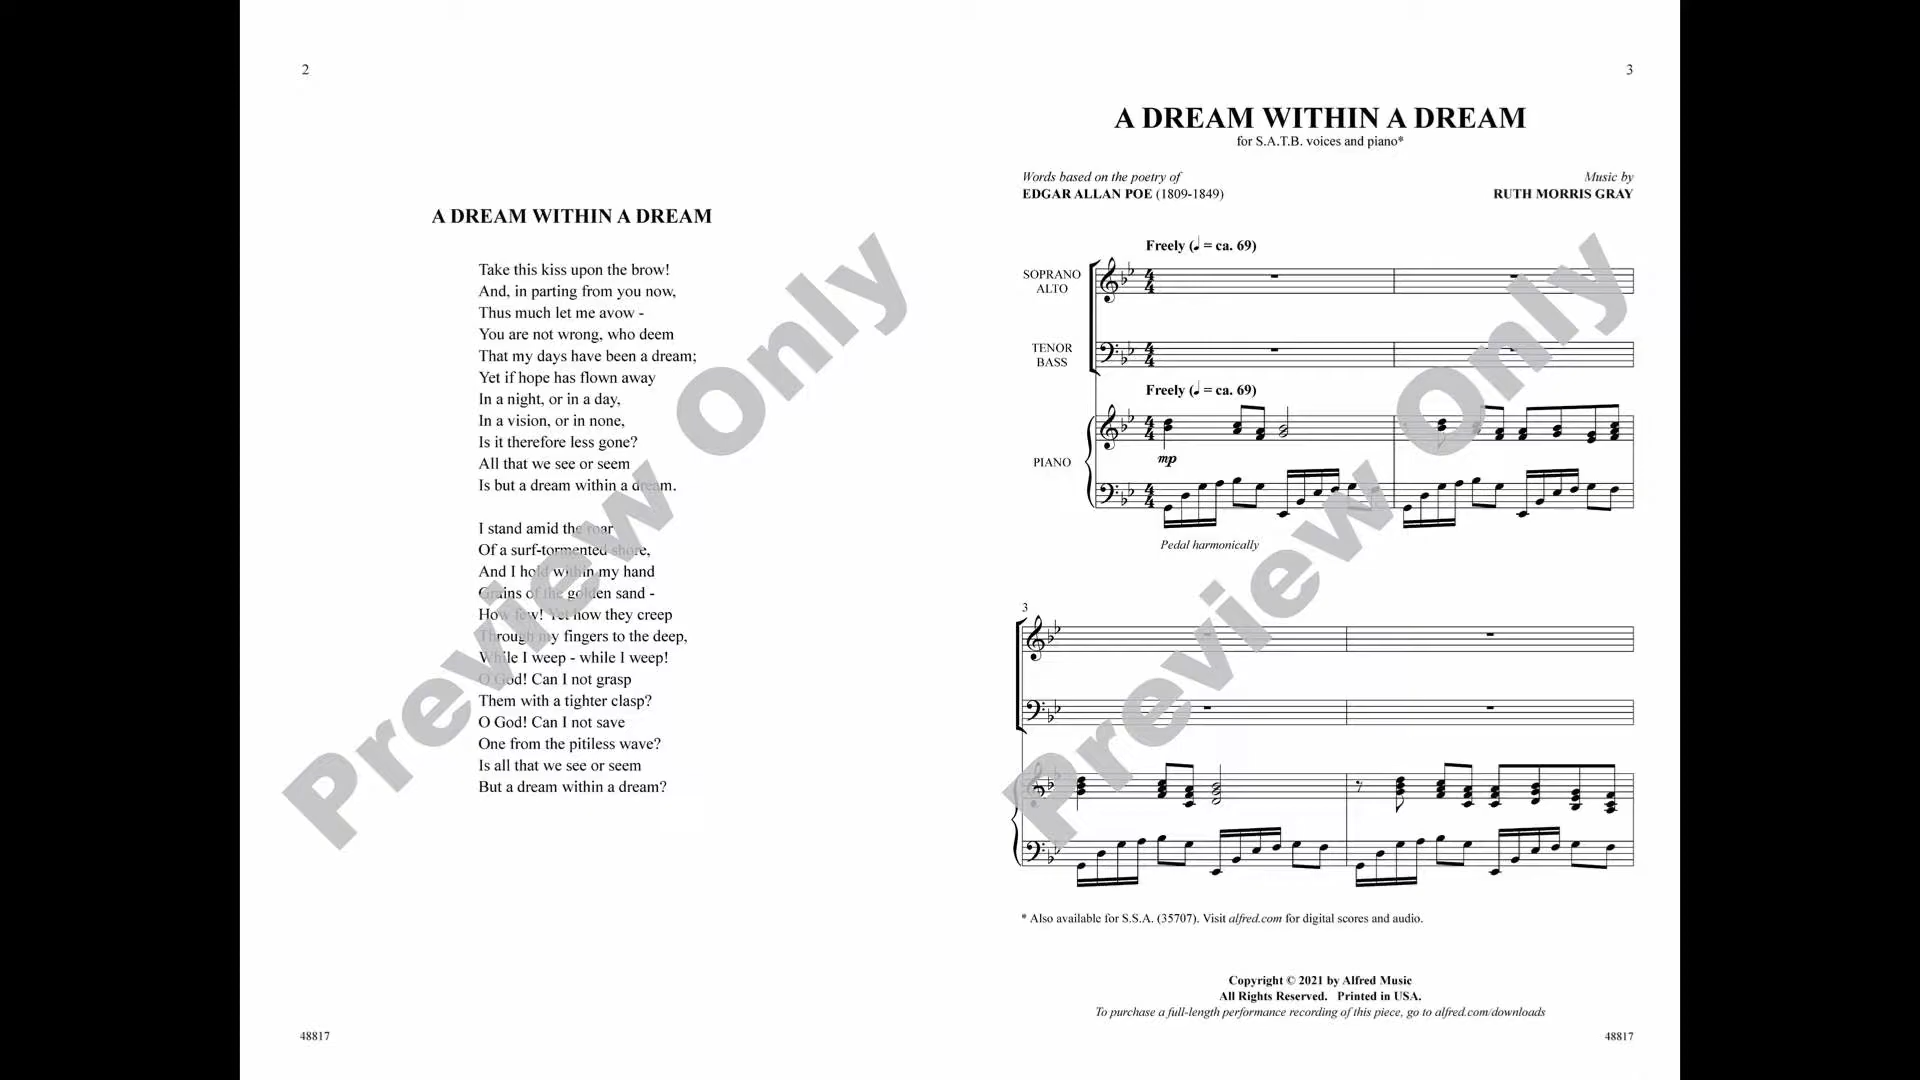 2
A DREAM WITHIN A DREAM
Take this kiss upon the brow!
And, in parting from you now,
Thus much let me avow -
You are not wrong, who deem
That my days have been a dream;
Yet if hope has flown away
In a night, or in a day,
In a vision, or in none,
Is it therefore less gone?
All that we see or seem
Is but a dream within a dream.
I stand amid the roar
Of a surf-tormented shore,
And I hold within my hand
Grains of the golden sand -
How few! Yet how they creep
Through my fingers to the deep,
While I weep - while I weep!
O God! Can I not grasp
Them with a tighter clasp?
O God! Can I not save
One from the pitiless wave?
Is all that we see or seem
But a dream within a dream?
48817
Preview Only
3
A DREAM WITHIN A DREAM
for S.A.T.B. voices and piano*
Words based on the poetry of
EDGAR ALLAN POE (1809-1849)
Music by
RUTH MORRIS GRAY
Freely (♩ = ca. 69)
SOPRANO
ALTO
TENOR
BASS
Freely (♩ = ca. 69)
PIANO
mp
Pedal harmonically
3
* Also available for S.S.A. (35707). Visit alfred.com for digital scores and audio.
Copyright © 2021 by Alfred Music
All Rights Reserved. Printed in USA.
To purchase a full-length performance recording of this piece, go to alfred.com/downloads
48817
Preview Only